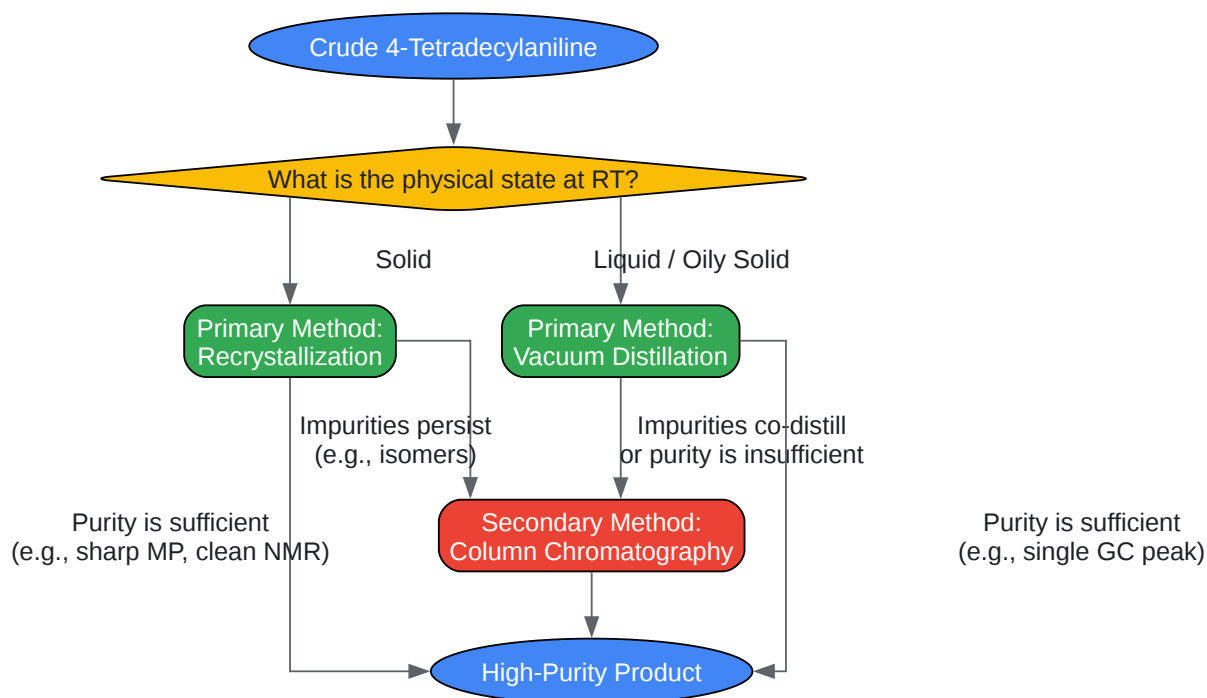 Crude 4-Tetradecylaniline
What is the physical state at RT?
Solid
Liquid / Oily Solid
Primary Method:
Recrystallization
Primary Method:
Vacuum Distillation
Impurities persist
(e.g., isomers)
Impurities co-distill
or purity is insufficient
Purity is sufficient
(e.g., sharp MP, clean NMR)
Secondary Method:
Column Chromatography
Purity is sufficient
(e.g., single GC peak)
High-Purity Product